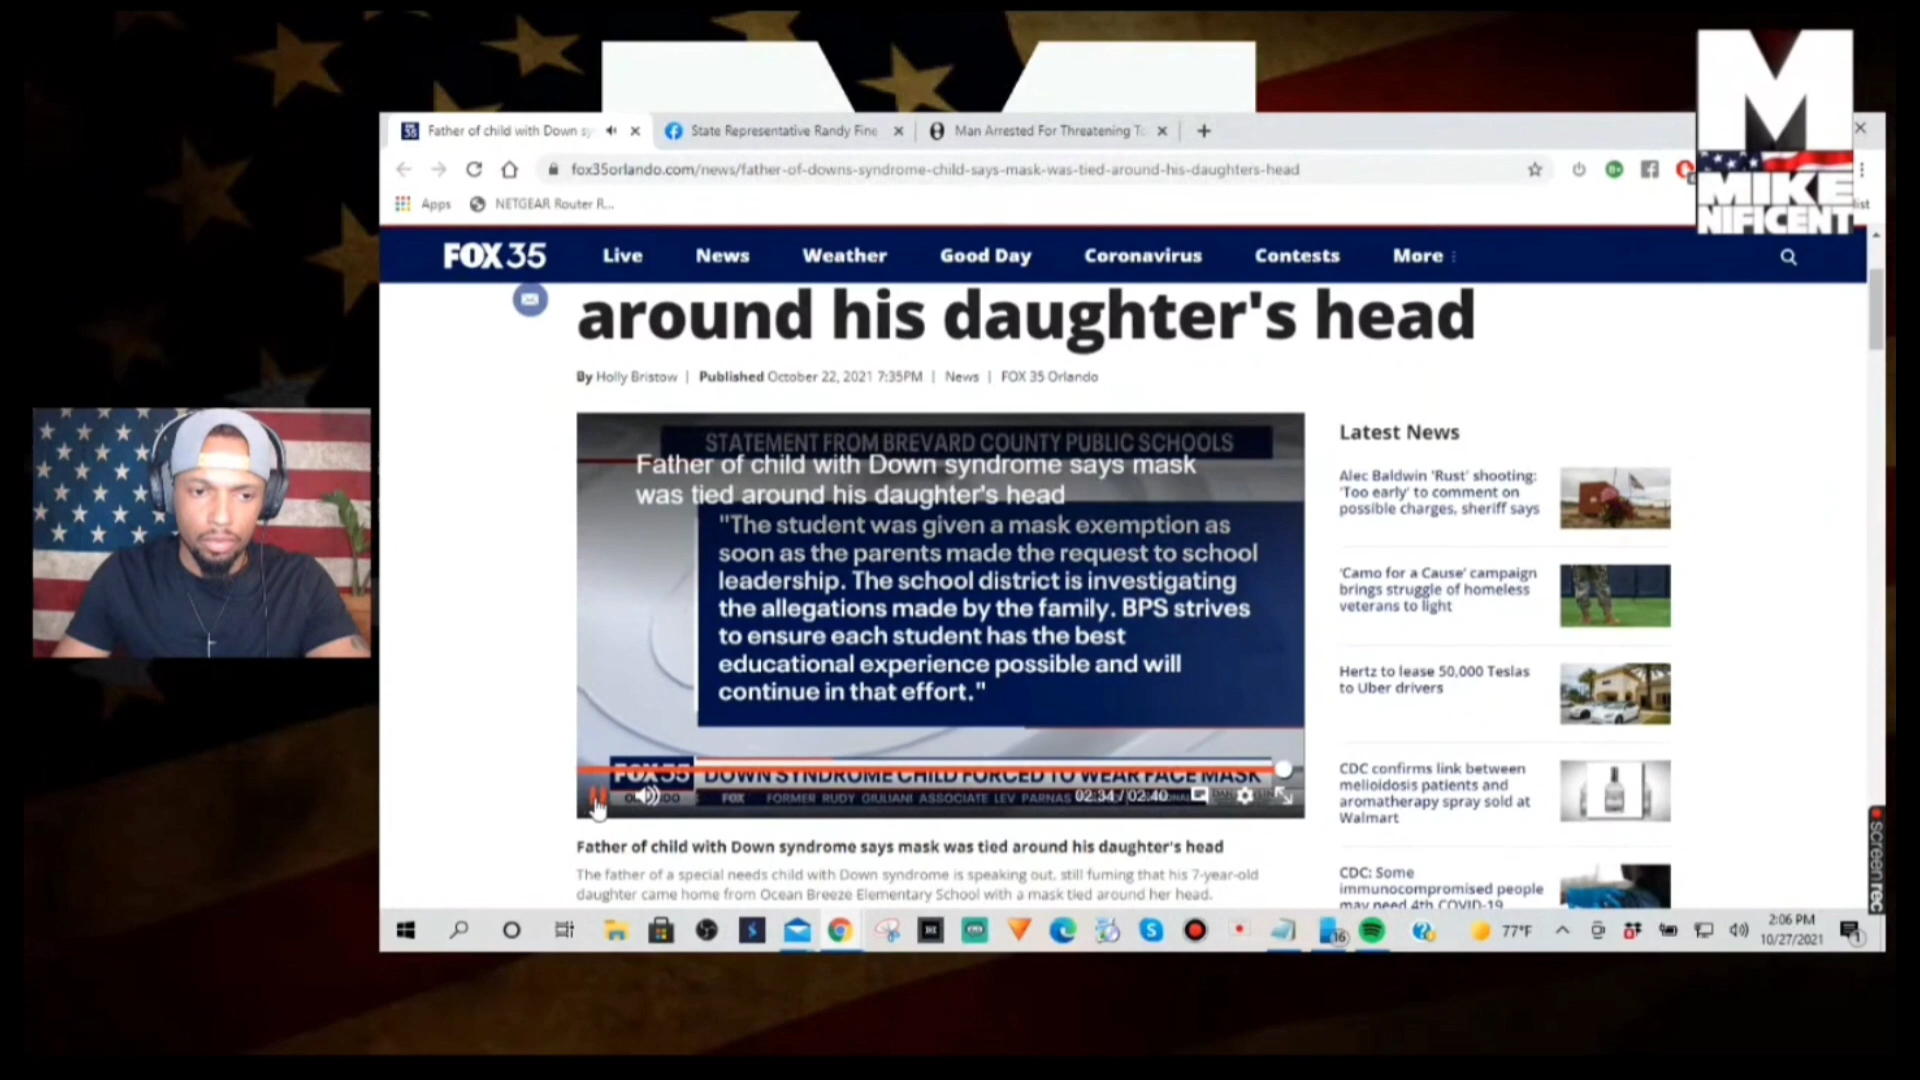 M
MIKE
NIFICENT
Father of child with Down sy
State Representative Randy Fine
Man Arrested For Threatening T
fox35orlando.com/news/father-of-downs-syndrome-child-says-mask-was-tied-around-his-daughters-head
Apps
NETGEAR Router R...
FOX 35
Live
News
Weather
Good Day
Coronavirus
Contests
More
around his daughter's head
By Holly Bristow | Published October 22, 2021 7:35PM | News | FOX 35 Orlando
STATEMENT FROM BREVARD COUNTY PUBLIC SCHOOLS
Father of child with Down syndrome says mask
was tied around his daughter's head
"The student was given a mask exemption as
soon as the parents made the request to school
leadership. The school district is investigating
the allegations made by the family. BPS strives
to ensure each student has the best
educational experience possible and will
continue in that effort."
FOX 35
DOWN SYNDROME CHILD FORCED TO WEAR FACE MASK
FOX
FORMER RUDY GIULIANI ASSOCIATE LEV PARNAS
02:34 / 02:40
Father of child with Down syndrome says mask was tied around his daughter's head
The father of a special needs child with Down syndrome is speaking out, still fuming that his 7-year-old
daughter came home from Ocean Breeze Elementary School with a mask tied around her head.
Latest News
Alec Baldwin 'Rust' shooting:
'Too early' to comment on
possible charges, sheriff says
'Camo for a Cause' campaign
brings struggle of homeless
veterans to light
Hertz to lease 50,000 Teslas
to Uber drivers
CDC confirms link between
melioidosis patients and
aromatherapy spray sold at
Walmart
CDC: Some
immunocompromised people
may need 4th COVID-19
screenrec
16
77°F
2:06 PM
10/27/2021
1